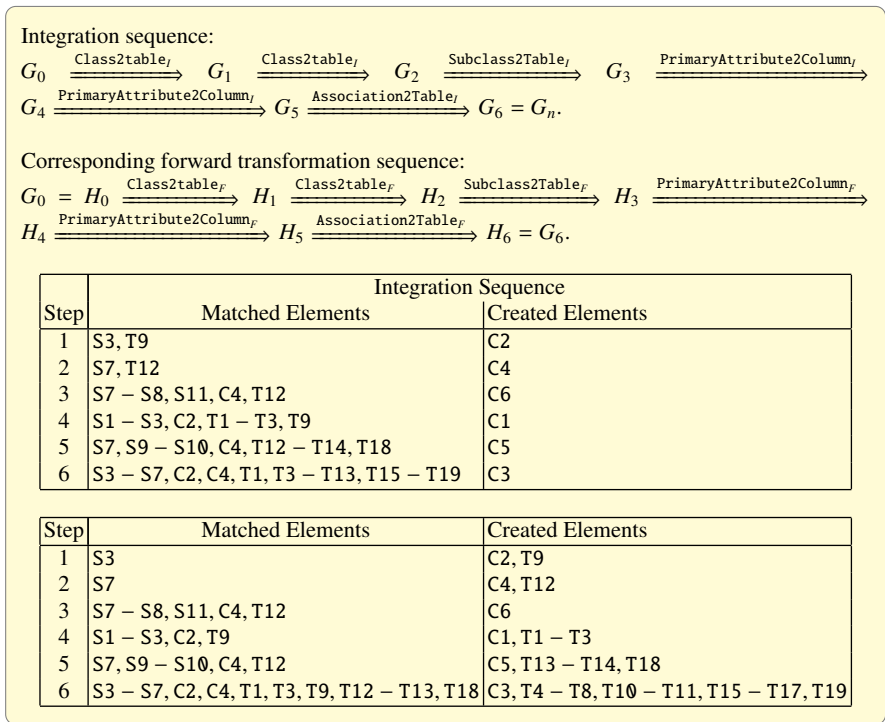 Integration sequence:
G0 ==Class2table_I==> G1 ==Class2table_I==> G2 ==Subclass2Table_I==> G3 ==PrimaryAttribute2Column_I==>
G4 ==PrimaryAttribute2Column_I==> G5 ==Association2Table_I==> G6 = Gn.
Corresponding forward transformation sequence:
G0 = H0 ==Class2table_F==> H1 ==Class2table_F==> H2 ==Subclass2Table_F==> H3 ==PrimaryAttribute2Column_F==>
H4 ==PrimaryAttribute2Column_F==> H5 ==Association2Table_F==> H6 = G6.
Integration Sequence
Step Matched Elements Created Elements
1 S3, T9 C2
2 S7, T12 C4
3 S7 − S8, S11, C4, T12 C6
4 S1 − S3, C2, T1 − T3, T9 C1
5 S7, S9 − S10, C4, T12 − T14, T18 C5
6 S3 − S7, C2, C4, T1, T3 − T13, T15 − T19 C3
Step Matched Elements Created Elements
1 S3 C2, T9
2 S7 C4, T12
3 S7 − S8, S11, C4, T12 C6
4 S1 − S3, C2, T9 C1, T1 − T3
5 S7, S9 − S10, C4, T12 C5, T13 − T14, T18
6 S3 − S7, C2, C4, T1, T3, T9, T12 − T13, T18 C3, T4 − T8, T10 − T11, T15 − T17, T19